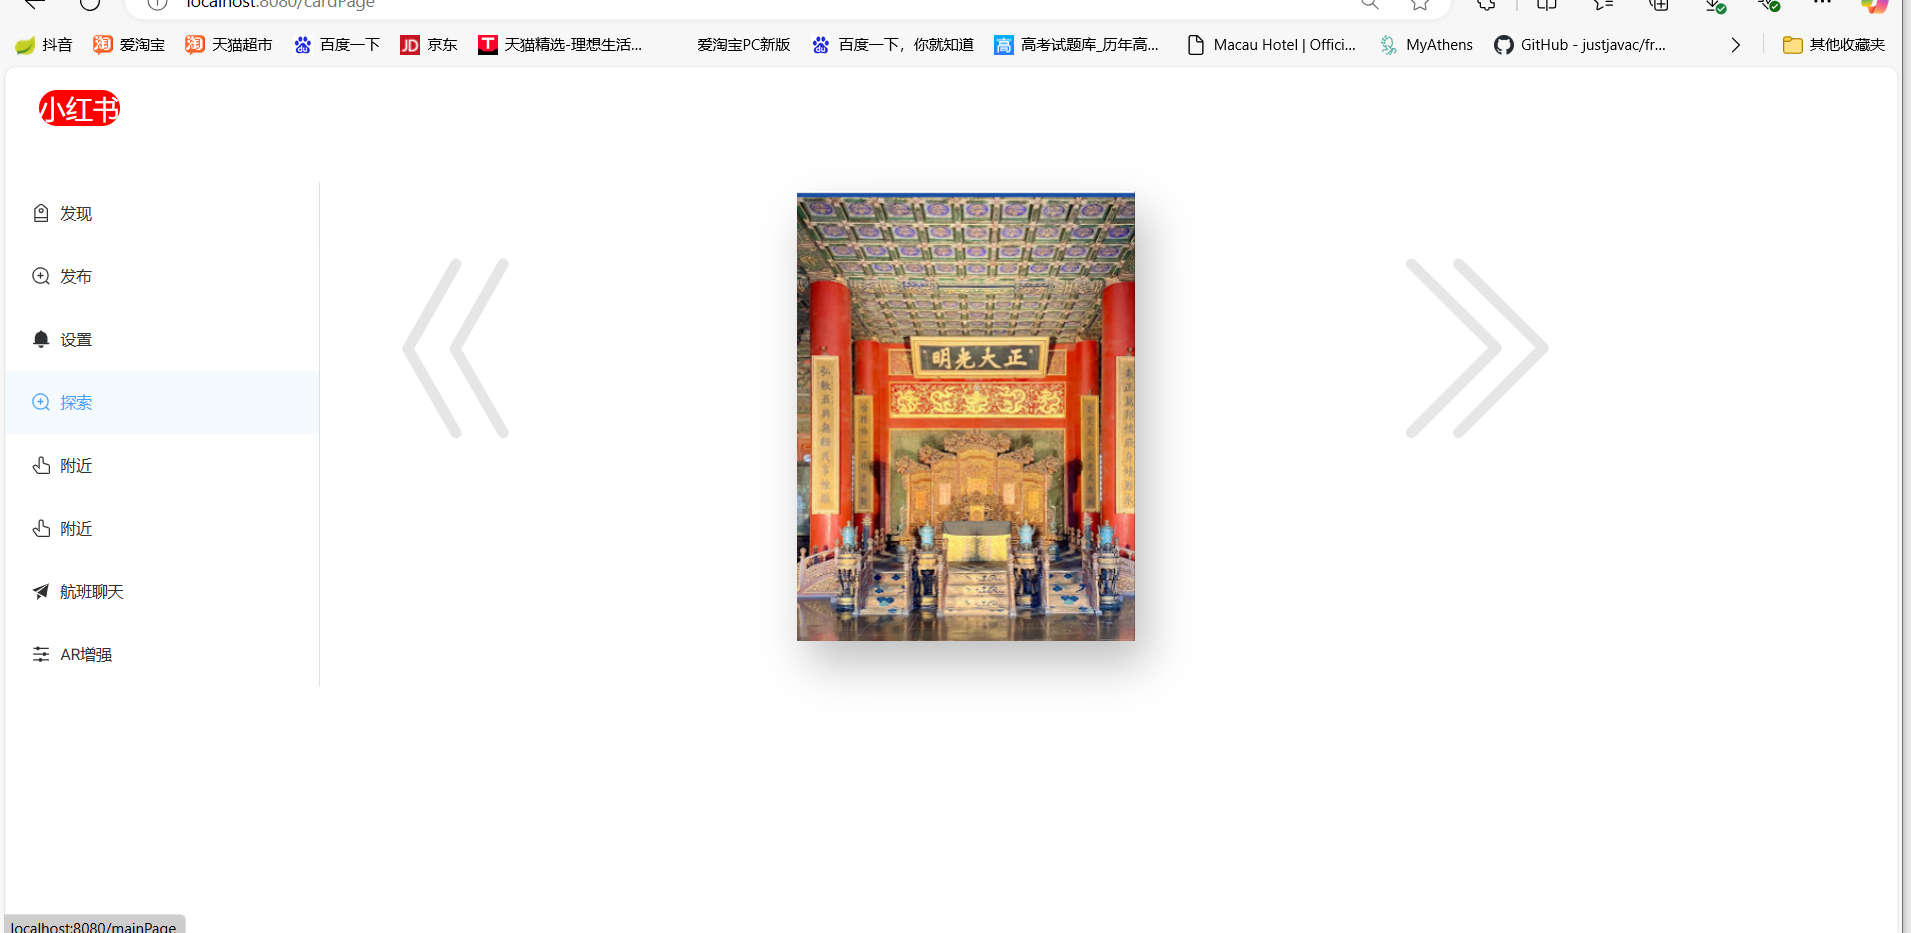 localhost:8080/cardPage
抖音 爱淘宝 天猫超市 百度一下 京东 天猫精选-理想生活... 爱淘宝PC新版 百度一下，你就知道 高考试题库_历年高... Macau Hotel | Offici... MyAthens GitHub - justjavac/fr... 其他收藏夹
小红书
发现
发布
设置
探索
附近
附近
航班聊天
AR增强
明光大正
localhost:8080/mainPage